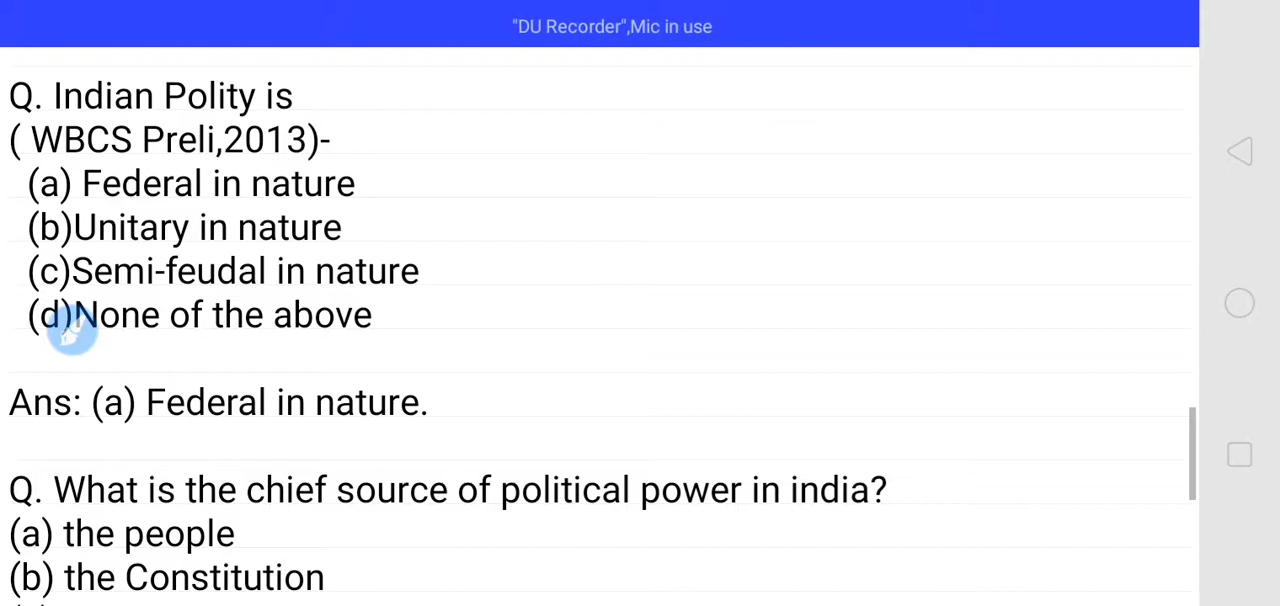 "DU Recorder",Mic in use
Q. Indian Polity is
( WBCS Preli,2013)-
(a) Federal in nature
(b)Unitary in nature
(c)Semi-feudal in nature
(d)None of the above
Ans: (a) Federal in nature.
Q. What is the chief source of political power in india?
(a) the people
(b) the Constitution